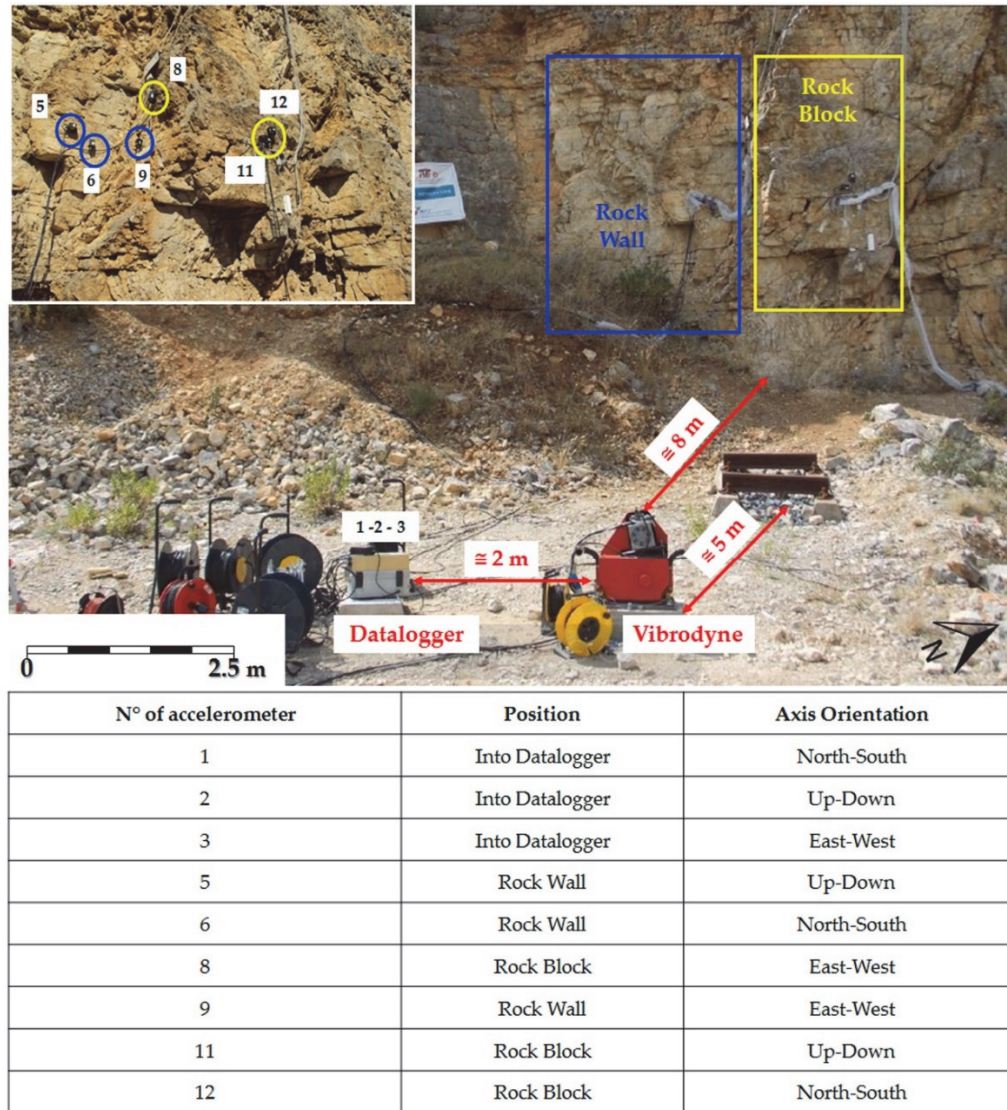 8
5
12
6
9
11
Rock
Wall
Rock
Block
≅ 8 m
1 - 2 - 3
≅ 2 m
≅ 5 m
Datalogger
Vibrodyne
N
0
2.5 m
N° of accelerometer Position Axis Orientation
1 Into Datalogger North-South
2 Into Datalogger Up-Down
3 Into Datalogger East-West
5 Rock Wall Up-Down
6 Rock Wall North-South
8 Rock Block East-West
9 Rock Wall East-West
11 Rock Block Up-Down
12 Rock Block North-South